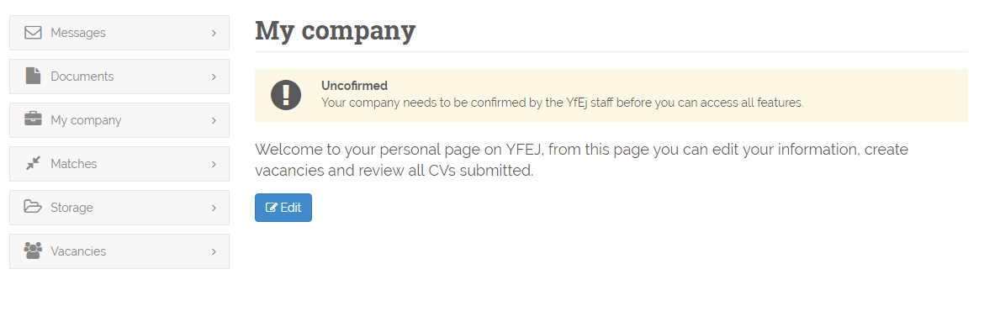 Messages
Documents
My company
Matches
Storage
Vacancies
My company
Uncofirmed
Your company needs to be confirmed by the YfEj staff before you can access all features.
Welcome to your personal page on YFEJ, from this page you can edit your information, create
vacancies and review all CVs submitted.
Edit